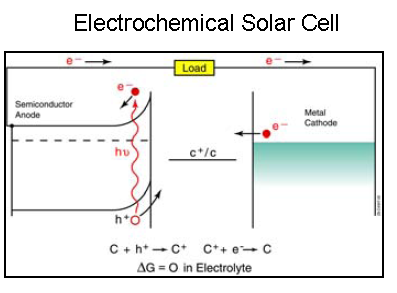 Electrochemical Solar Cell
e⁻ → Load e⁻ →
e⁻
Semiconductor
Anode
Metal
Cathode
e⁻
hυ
c⁺/c
h⁺
C + h⁺ → C⁺ C⁺ + e⁻ → C
ΔG = O in Electrolyte